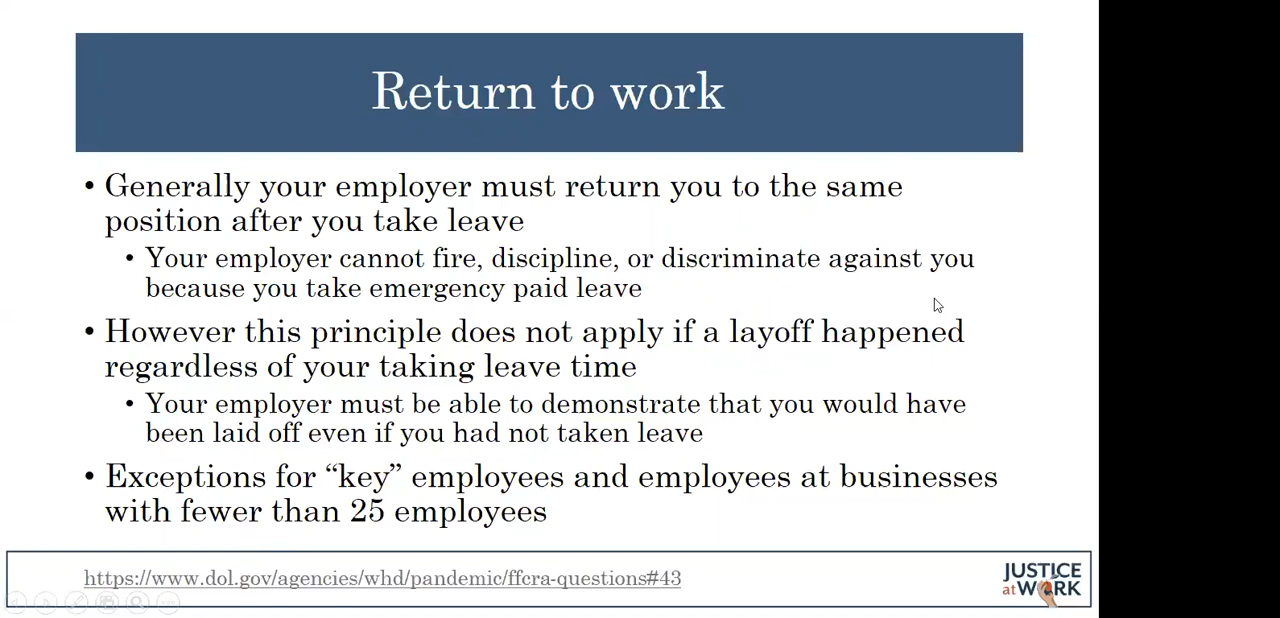 Return to work
• Generally your employer must return you to the same
position after you take leave
• Your employer cannot fire, discipline, or discriminate against you
because you take emergency paid leave
• However this principle does not apply if a layoff happened
regardless of your taking leave time
• Your employer must be able to demonstrate that you would have
been laid off even if you had not taken leave
• Exceptions for “key” employees and employees at businesses
with fewer than 25 employees
https://www.dol.gov/agencies/whd/pandemic/ffcra-questions#43
JUSTICE
at WORK